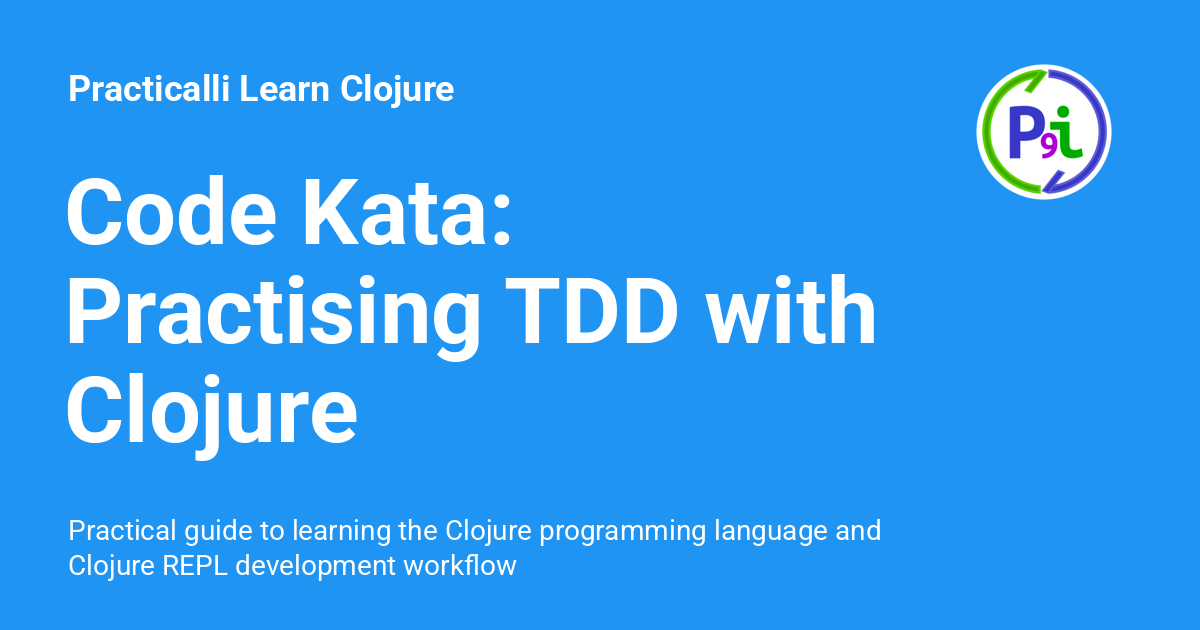 Practicalli Learn Clojure
P9i
Code Kata:
Practising TDD with
Clojure
Practical guide to learning the Clojure programming language and
Clojure REPL development workflow